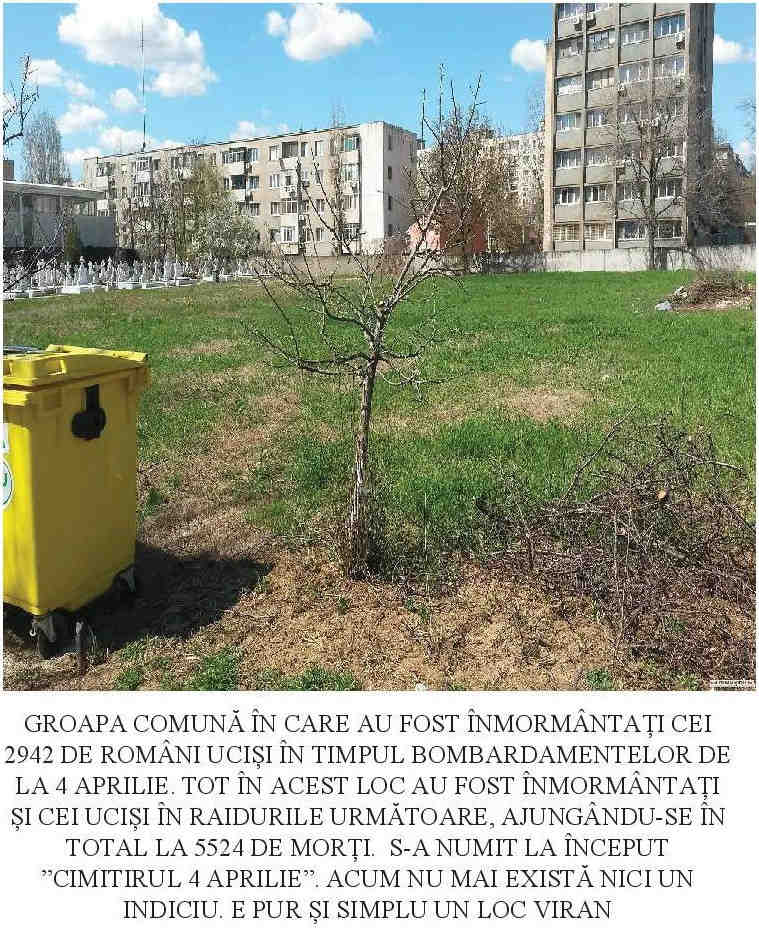 GROAPA COMUNĂ ÎN CARE AU FOST ÎNMORMÂNTAȚI CEI
2942 DE ROMÂNI UCIȘI ÎN TIMPUL BOMBARDAMENTELOR DE
LA 4 APRILIE. TOT ÎN ACEST LOC AU FOST ÎNMORMÂNTAȚI
ȘI CEI UCIȘI ÎN RAIDURILE URMĂTOARE, AJUNGÂNDU-SE ÎN
TOTAL LA 5524 DE MORȚI.  S-A NUMIT LA ÎNCEPUT
”CIMITIRUL 4 APRILIE”. ACUM NU MAI EXISTĂ NICI UN
INDICIU. E PUR ȘI SIMPLU UN LOC VIRAN